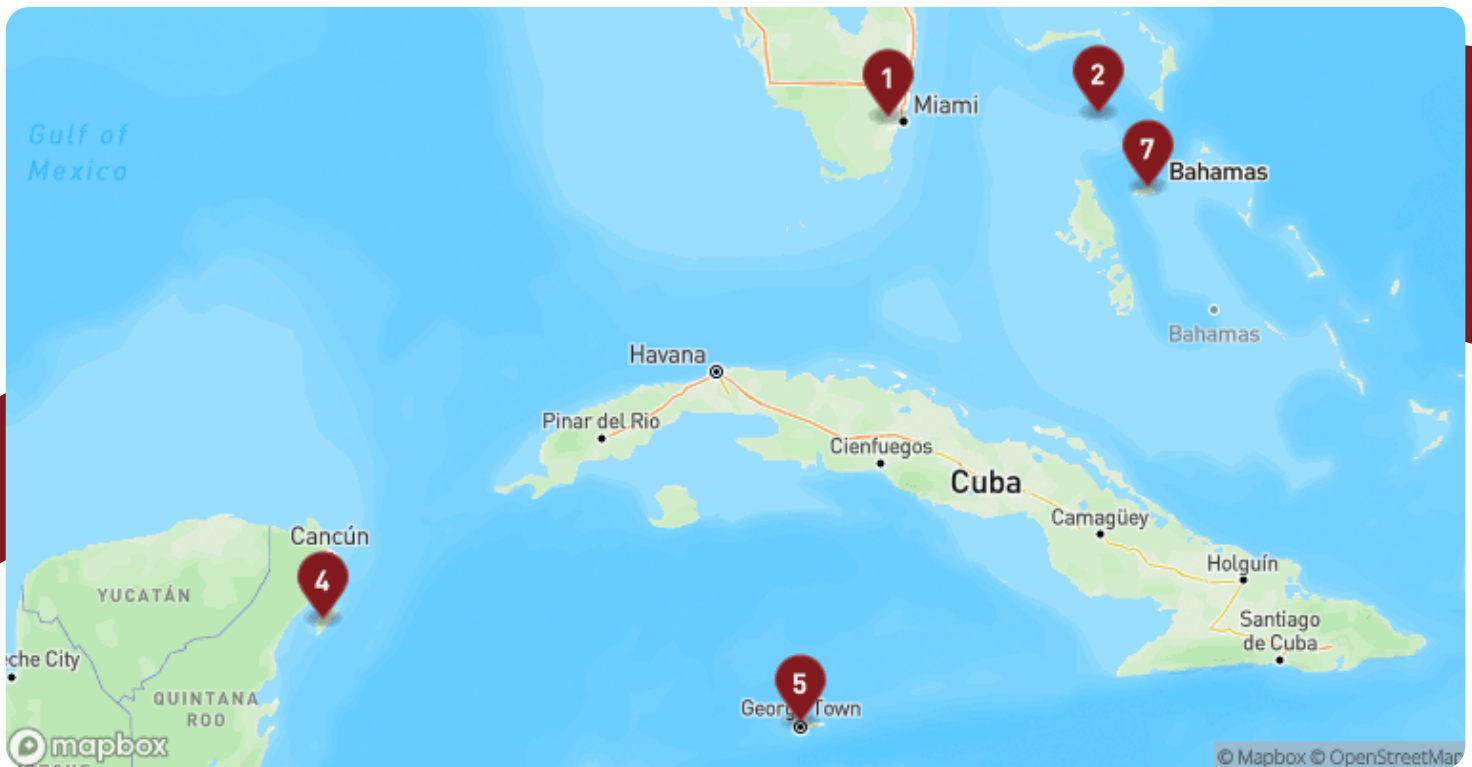 1
2
Miami
Gulf of
Mexico
7
Bahamas
Bahamas
Havana
Pinar del Rio
Cienfuegos
Cuba
Camagüey
Cancún
4
Holguín
YUCATÁN
Santiago
de Cuba
eche City
5
QUINTANA
ROO
George Town
mapbox
© Mapbox © OpenStreetMap